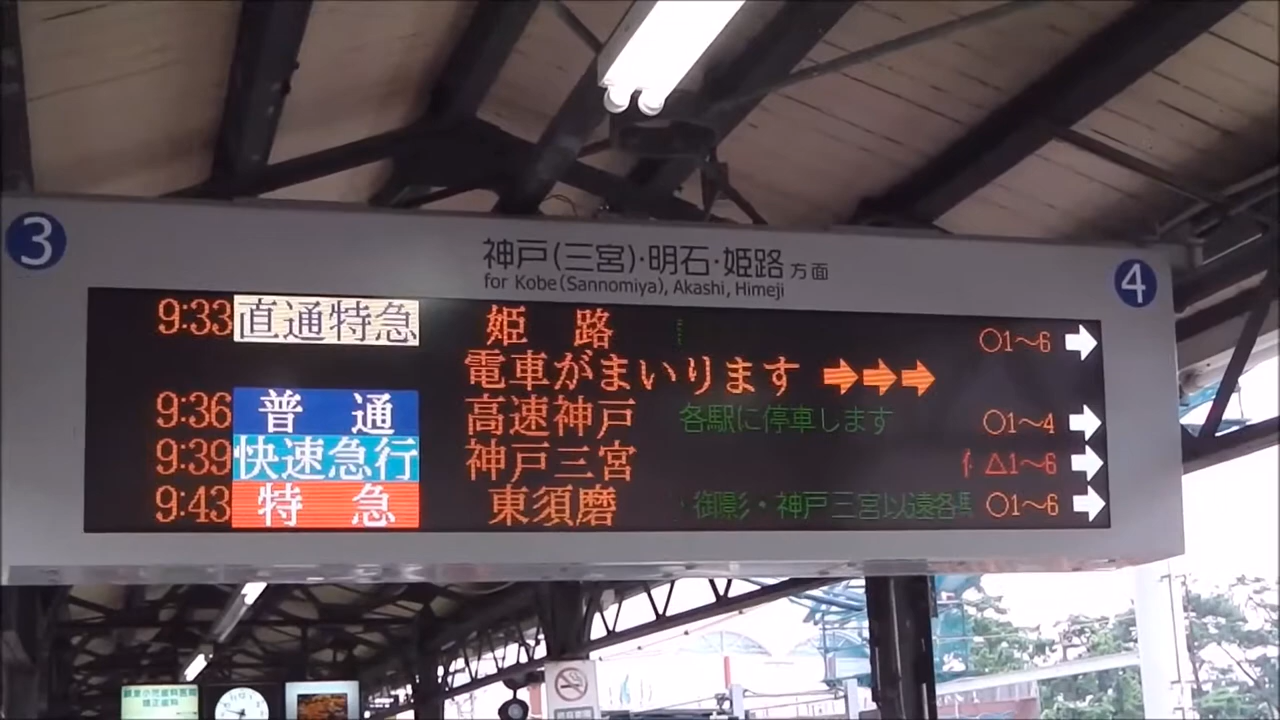 3
神戸(三宮)・明石・姫路 方面
for Kobe(Sannomiya), Akashi, Himeji
4
9:33 直通特急 姫 路 ○1〜6
電車がまいります
9:36 普 通 高速神戸 各駅に停車します ○1〜4
9:39 快速急行 神戸三宮 △1〜6
9:43 特 急 東須磨 御影・神戸三宮以遠各 ○1〜6